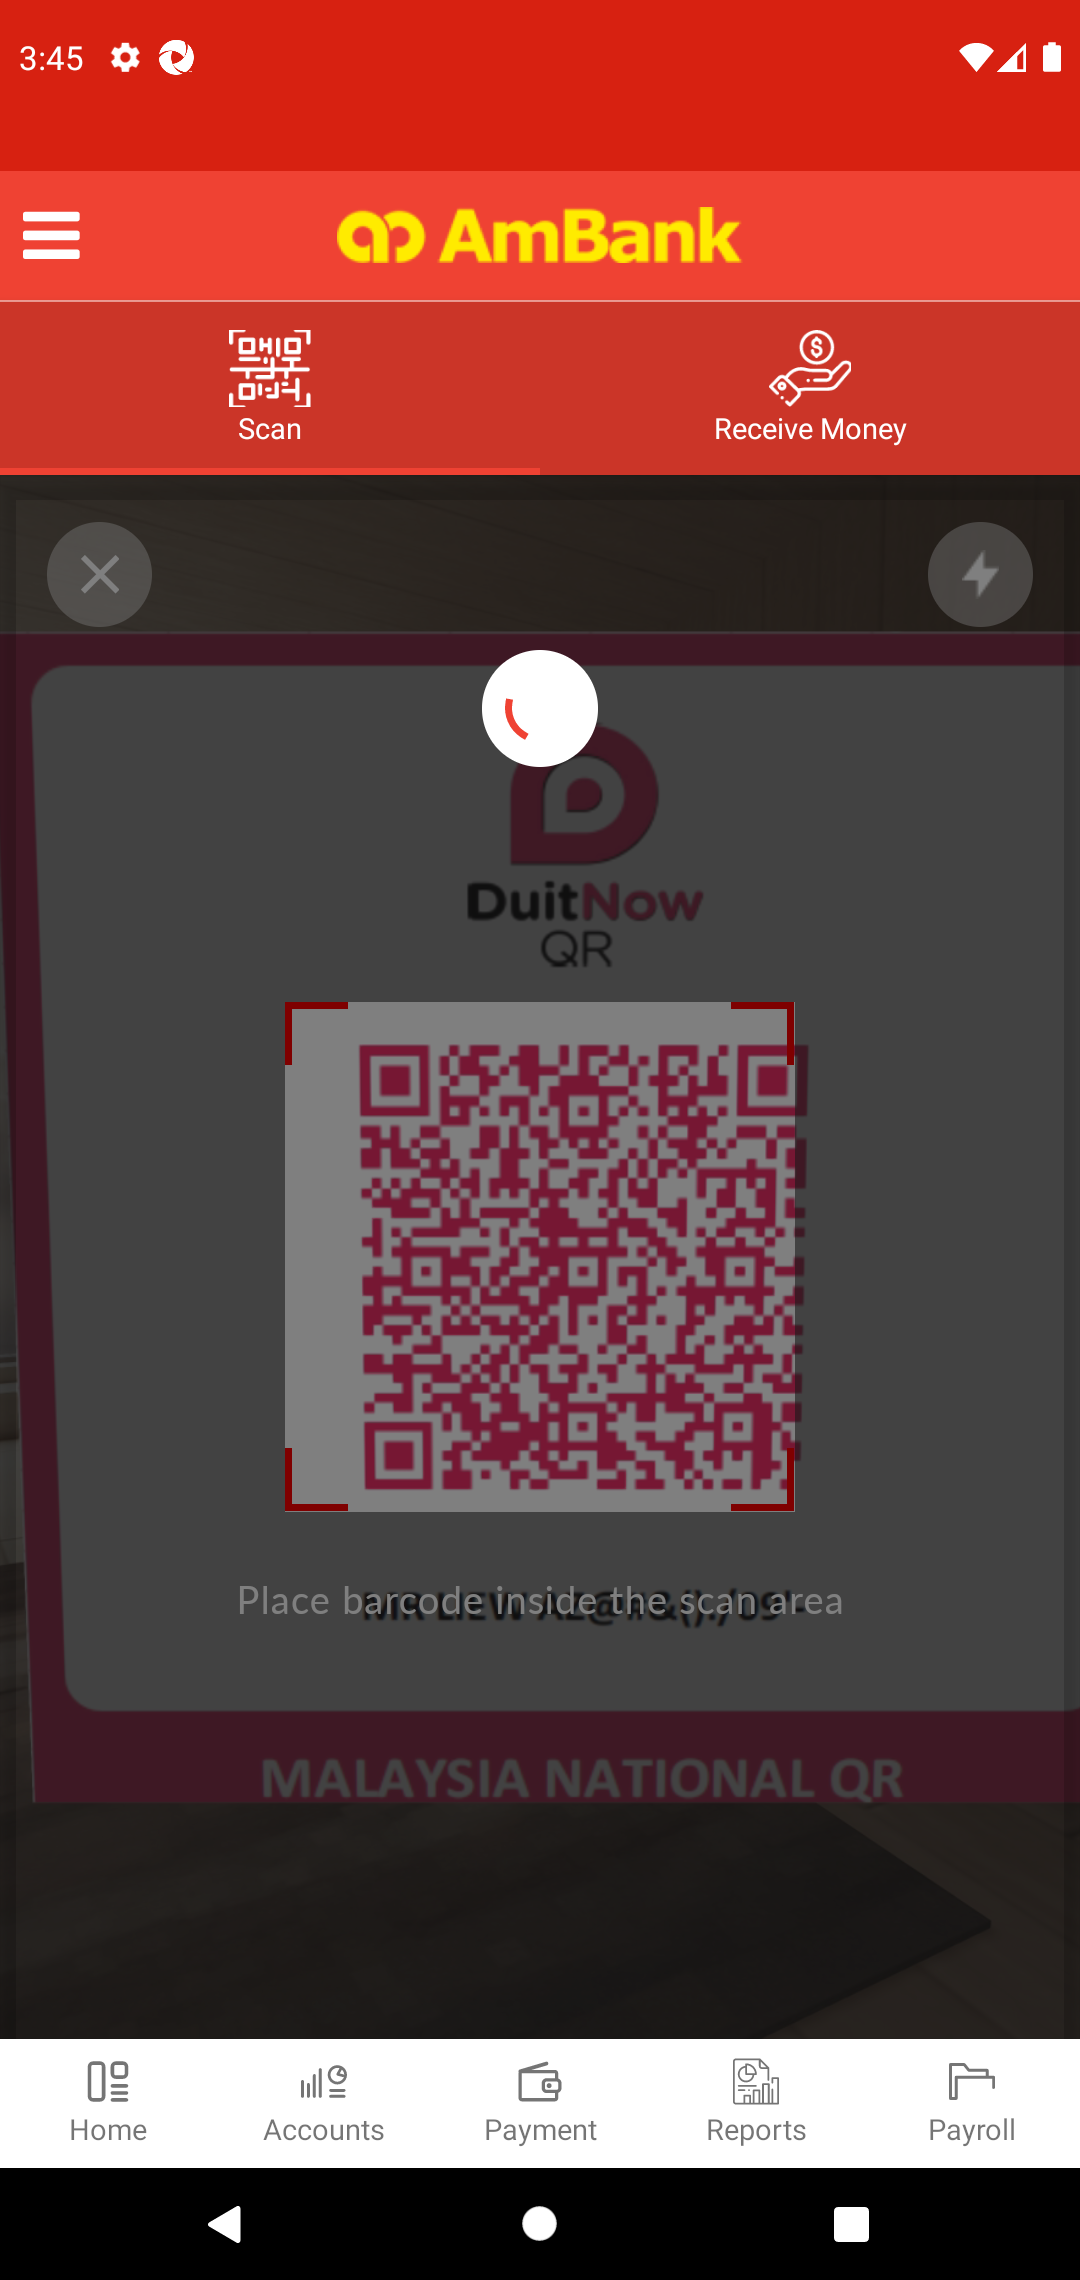 3:45
AmBank
Scan
Receive Money
DuitNow
QR
Place barcode inside the scan area
MALAYSIA NATIONAL QR
Home
Accounts
Payment
Reports
Payroll